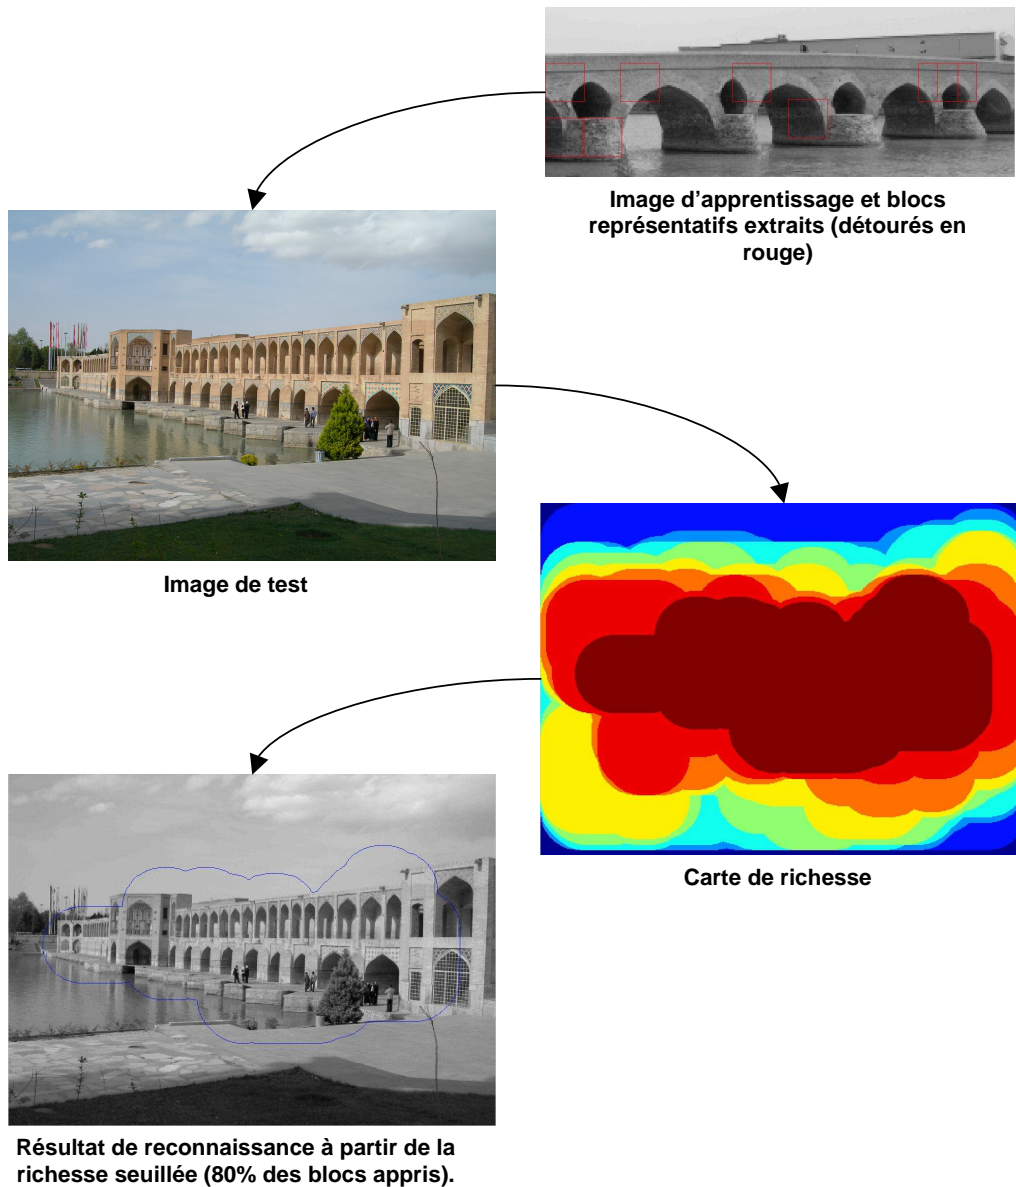 Image d’apprentissage et blocs
représentatifs extraits (détourés en
rouge)
Image de test
Carte de richesse
Résultat de reconnaissance à partir de la
richesse seuillée (80% des blocs appris).